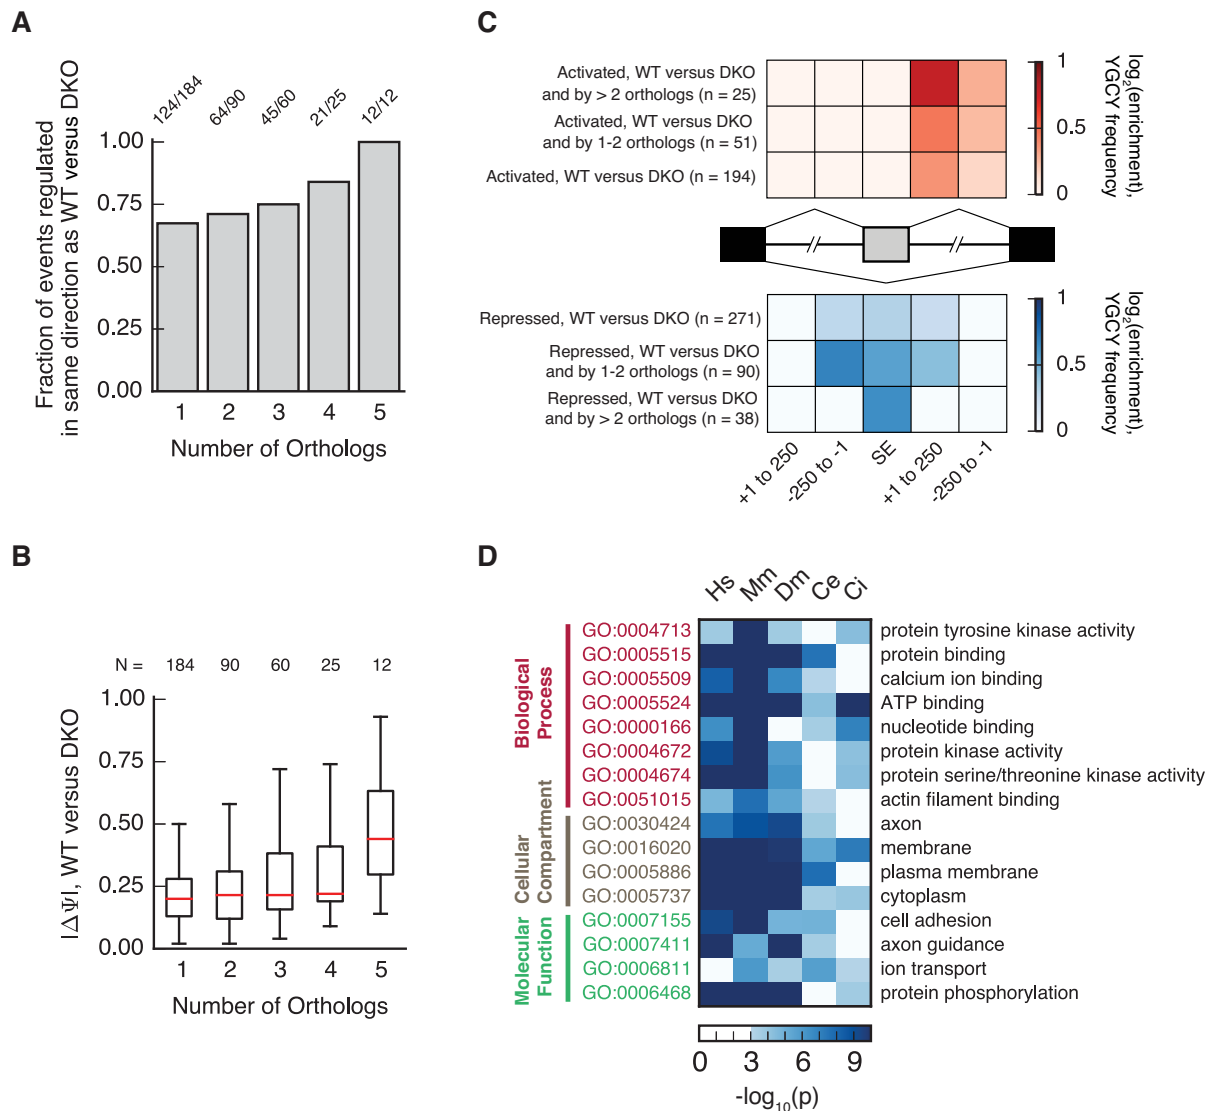 A
Fraction of events regulated
in same direction as WT versus DKO
124/184
64/90
45/60
21/25
12/12
1.00
0.75
0.50
0.25
0.00
1
2
3
4
5
Number of Orthologs
C
Activated, WT versus DKO
and by > 2 orthologs (n = 25)
Activated, WT versus DKO
and by 1-2 orthologs (n = 51)
Activated, WT versus DKO (n = 194)
1
0.5
0
log2(enrichment),
YGCY frequency
Repressed, WT versus DKO (n = 271)
Repressed, WT versus DKO
and by 1-2 orthologs (n = 90)
Repressed, WT versus DKO
and by > 2 orthologs (n = 38)
1
0.5
0
log2(enrichment),
YGCY frequency
+1 to 250
-250 to -1
SE
+1 to 250
-250 to -1
B
|ΔΨ|, WT versus DKO
N = 184 90 60 25 12
1.00
0.75
0.50
0.25
0.00
1
2
3
4
5
Number of Orthologs
D
Hs
Mm
Dm
Ce
Ci
Biological
Process
GO:0004713 protein tyrosine kinase activity
GO:0005515 protein binding
GO:0005509 calcium ion binding
GO:0005524 ATP binding
GO:0000166 nucleotide binding
GO:0004672 protein kinase activity
GO:0004674 protein serine/threonine kinase activity
GO:0051015 actin filament binding
Cellular
Compartment
GO:0030424 axon
GO:0016020 membrane
GO:0005886 plasma membrane
GO:0005737 cytoplasm
Molecular
Function
GO:0007155 cell adhesion
GO:0007411 axon guidance
GO:0006811 ion transport
GO:0006468 protein phosphorylation
0 3 6 9
-log10(p)